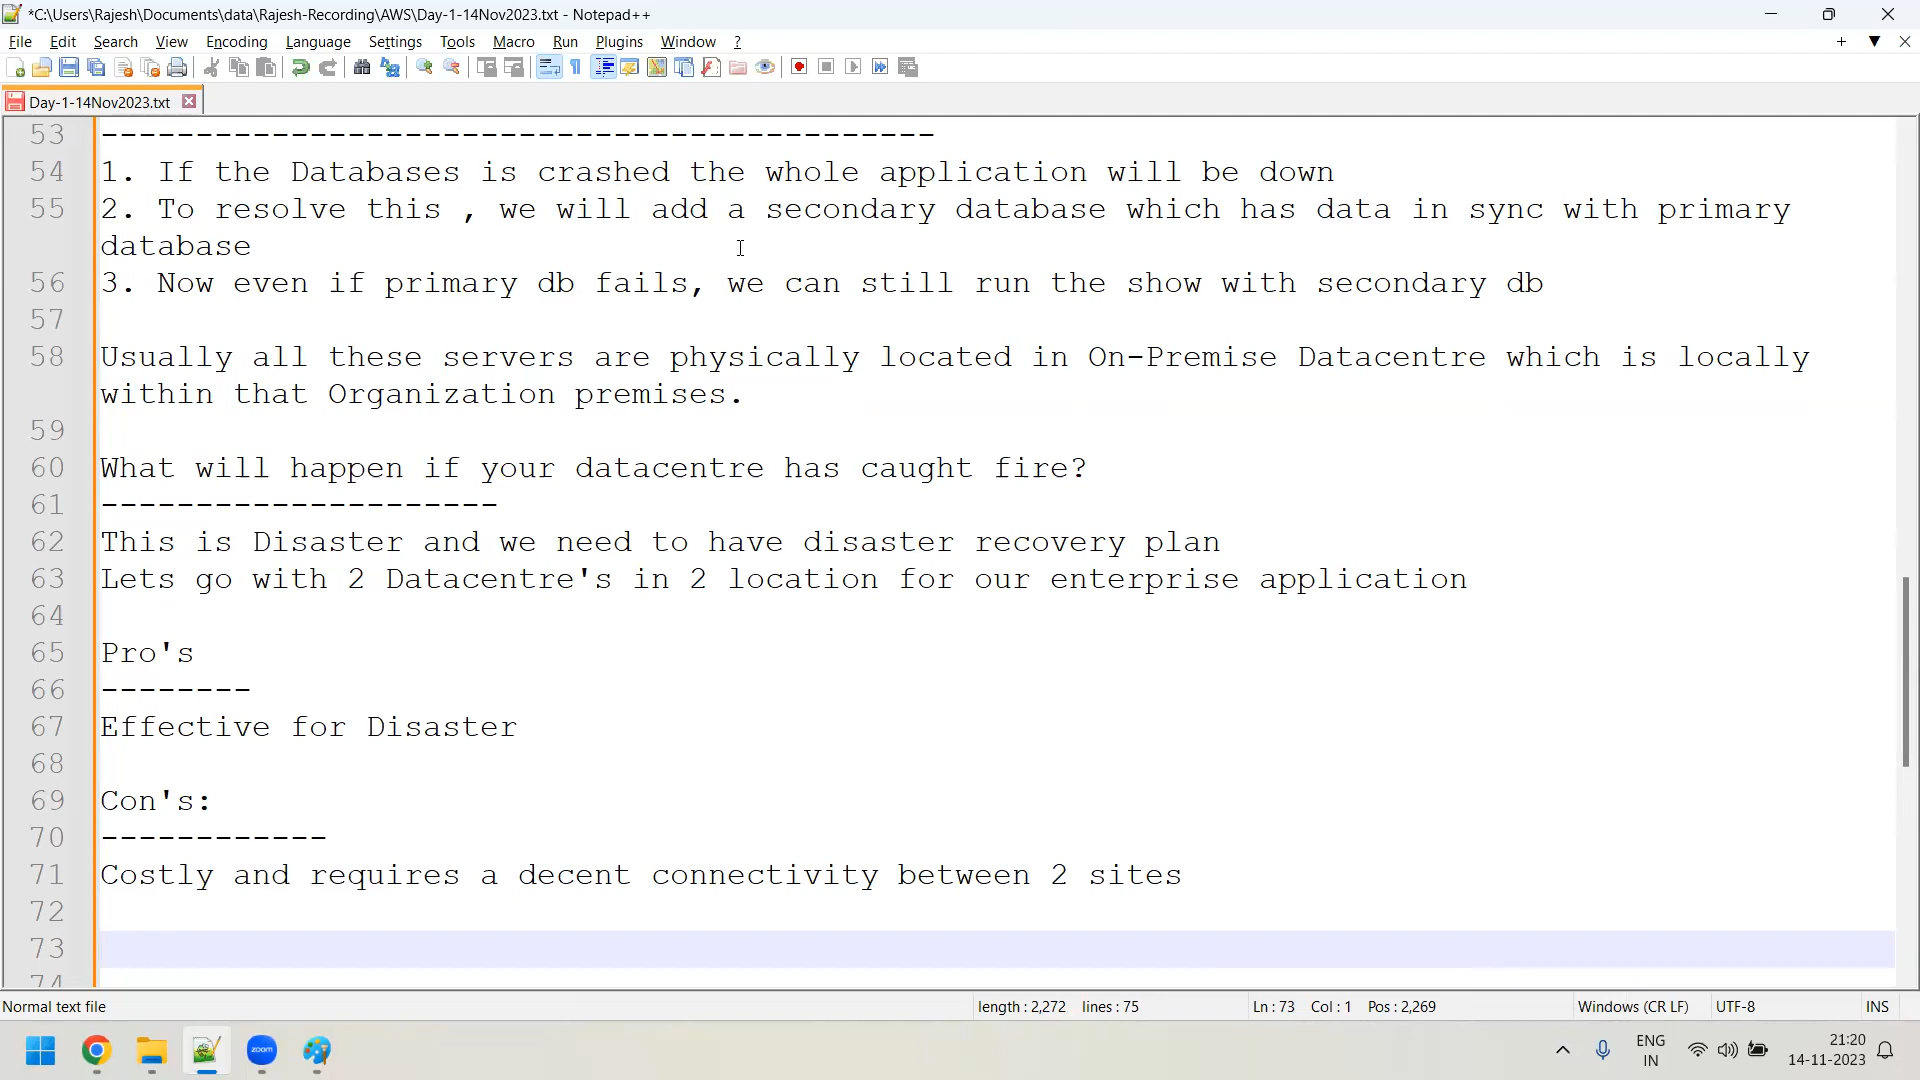 *C:\Users\Rajesh\Documents\data\Rajesh-Recording\AWS\Day-1-14Nov2023.txt - Notepad++
File Edit Search View Encoding Language Settings Tools Macro Run Plugins Window ?
Day-1-14Nov2023.txt
53 --------------------------------------------
54 1. If the Databases is crashed the whole application will be down
55 2. To resolve this , we will add a secondary database which has data in sync with primary
database
56 3. Now even if primary db fails, we can still run the show with secondary db
57
58 Usually all these servers are physically located in On-Premise Datacentre which is locally
within that Organization premises.
59
60 What will happen if your datacentre has caught fire?
61 ---------------------
62 This is Disaster and we need to have disaster recovery plan
63 Lets go with 2 Datacentre's in 2 location for our enterprise application
64
65 Pro's
66 --------
67 Effective for Disaster
68
69 Con's:
70 ------------
71 Costly and requires a decent connectivity between 2 sites
72
73
74
Normal text file length : 2,272 lines : 75 Ln : 73 Col : 1 Pos : 2,269 Windows (CR LF) UTF-8 INS
zoom
ENG
IN
21:20
14-11-2023